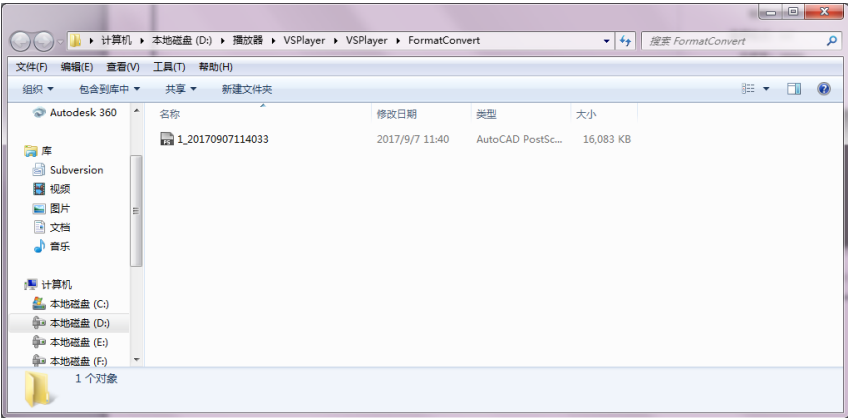 计算机 本地磁盘 (D:) 播放器 VSPlayer VSPlayer FormatConvert 搜索 FormatConvert
文件(F) 编辑(E) 查看(V) 工具(T) 帮助(H)
组织 包含到库中 共享 新建文件夹
Autodesk 360
库
Subversion
视频
图片
文档
音乐
计算机
本地磁盘 (C:)
本地磁盘 (D:)
本地磁盘 (E:)
本地磁盘 (F:)
名称 修改日期 类型 大小
1_20170907114033 2017/9/7 11:40 AutoCAD PostSc... 16,083 KB
1 个对象